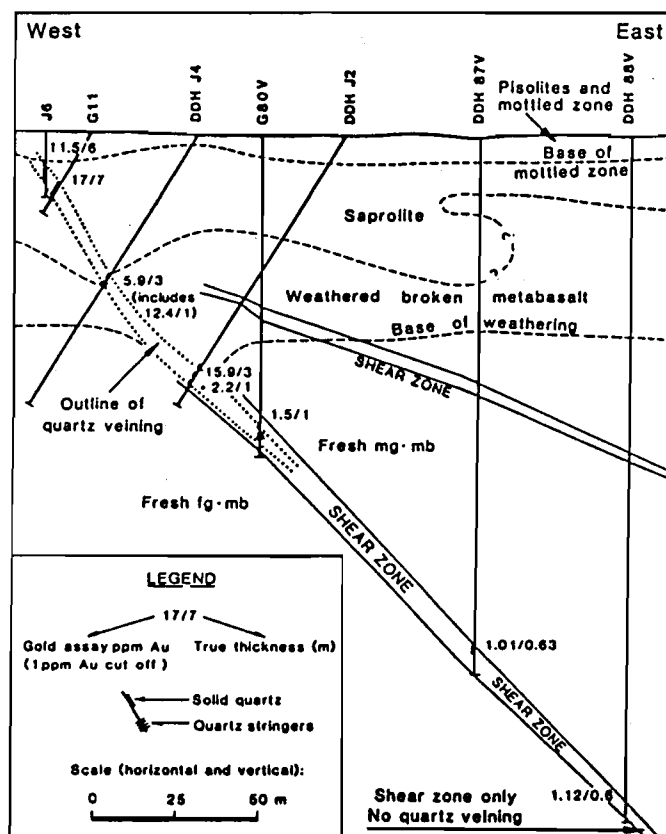 West
East
J6
G11
DDH J4
G80V
DDH J2
DDH 87V
DDH 88V
Pisolites and
mottled zone
11.5/6
Base of
mottled zone
17/7
Saprolite
5.9/3
(includes
12.4/1)
Weathered broken metabasalt
Base of weathering
SHEAR ZONE
15.9/3
2.2/1
Outline of
quartz veining
1.5/1
Fresh mg-mb
Fresh fg-mb
SHEAR ZONE
1.01/0.63
SHEAR ZONE
1.12/0.6
Shear zone only
No quartz veining
LEGEND
17/7
Gold assay ppm Au
(1ppm Au cut off)
True thickness (m)
Solid quartz
Quartz stringers
Scale (horizontal and vertical):
0 25 50 m